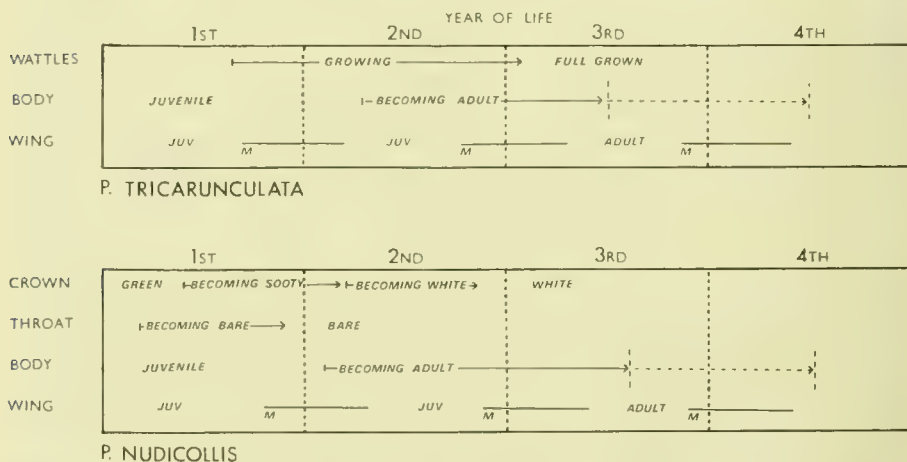 YEAR OF LIFE
1ST 2ND 3RD 4TH
WATTLES GROWING FULL GROWN
BODY JUVENILE BECOMING ADULT
WING JUV M JUV M ADULT M
P. TRICARUNCULATA
1ST 2ND 3RD 4TH
CROWN GREEN BECOMING SOOTY BECOMING WHITE WHITE
THROAT BECOMING BARE BARE
BODY JUVENILE BECOMING ADULT
WING JUV M JUV M ADULT M
P. NUDICOLLIS